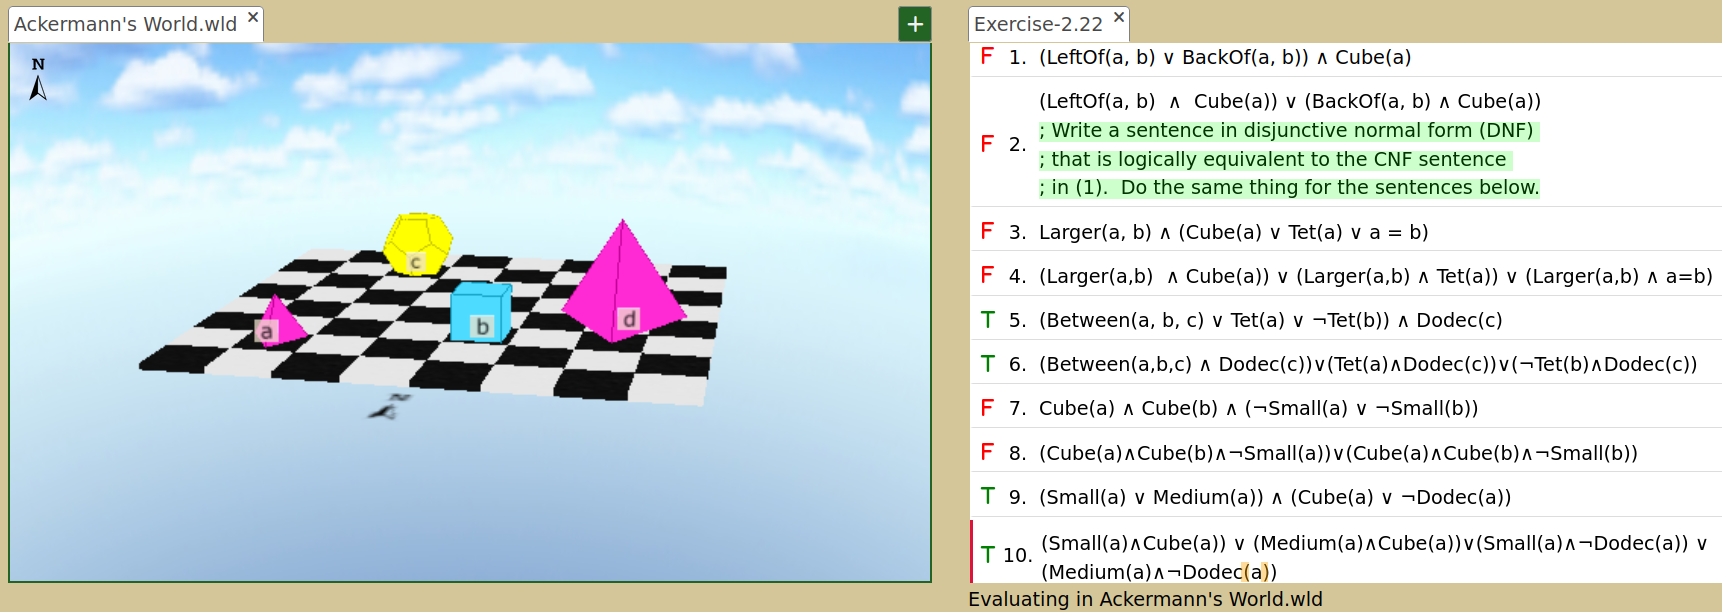 Ackermann's World.wld ×
+
Exercise-2.22 ×
N
c
a
b
d
F 1. (LeftOf(a, b) ∨ BackOf(a, b)) ∧ Cube(a)
(LeftOf(a, b) ∧ Cube(a)) ∨ (BackOf(a, b) ∧ Cube(a))
; Write a sentence in disjunctive normal form (DNF)
F 2.
; that is logically equivalent to the CNF sentence
; in (1). Do the same thing for the sentences below.
F 3. Larger(a, b) ∧ (Cube(a) ∨ Tet(a) ∨ a = b)
F 4. (Larger(a,b) ∧ Cube(a)) ∨ (Larger(a,b) ∧ Tet(a)) ∨ (Larger(a,b) ∧ a=b)
T 5. (Between(a, b, c) ∨ Tet(a) ∨ ¬Tet(b)) ∧ Dodec(c)
T 6. (Between(a,b,c) ∧ Dodec(c))∨(Tet(a)∧Dodec(c))∨(¬Tet(b)∧Dodec(c))
F 7. Cube(a) ∧ Cube(b) ∧ (¬Small(a) ∨ ¬Small(b))
F 8. (Cube(a)∧Cube(b)∧¬Small(a))∨(Cube(a)∧Cube(b)∧¬Small(b))
T 9. (Small(a) ∨ Medium(a)) ∧ (Cube(a) ∨ ¬Dodec(a))
T 10. (Small(a)∧Cube(a)) ∨ (Medium(a)∧Cube(a))∨(Small(a)∧¬Dodec(a)) ∨
(Medium(a)∧¬Dodec(a))
Evaluating in Ackermann's World.wld